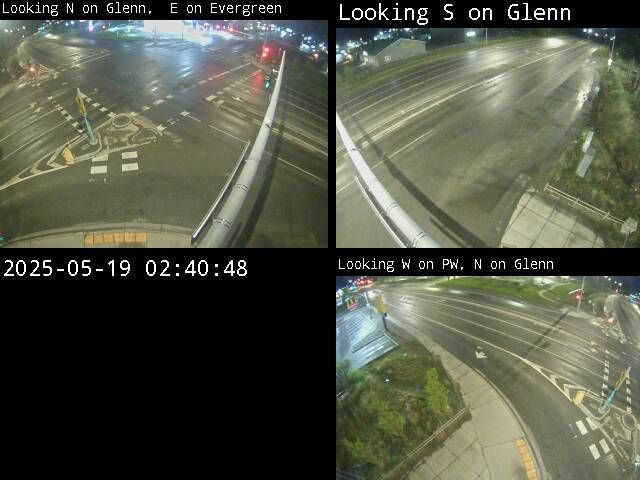 Looking N on Glenn,  E on Evergreen
Looking S on Glenn
2025-05-19 02:40:48
Looking W on PW, N on Glenn